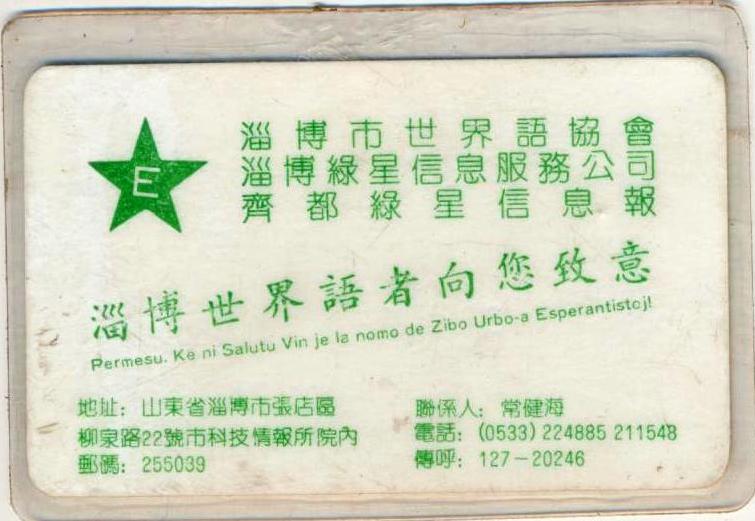 E
淄博市世界語協會
淄博綠星信息服務公司
齊都綠星信息報
淄博世界語者向您致意
Permesu. Ke ni Salutu Vin je la nomo de Zibo Urbo-a Esperantistoj!
地址：山東省淄博市張店區
柳泉路22號市科技情報所院內
郵碼：255039
聯係人：常健海
電話：(0533) 224885 211548
傳呼：127－20246